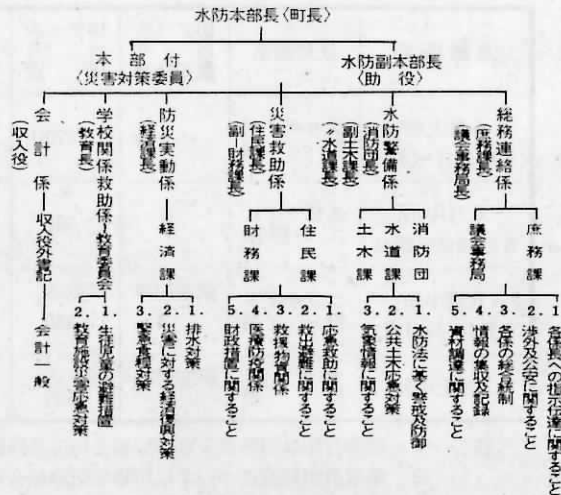 水防本部長〈町長〉
水防副本部長
〈助役〉
本部付
〈災害対策委員〉
総務連絡係
(庶務課長)
(議会事務局長)
庶務課
議会事務局
1. 各係長への指示伝達に関すること
2. 渉外及公安に関すること
3. 各係の総合統制
4. 情報の集収及記録
5. 資材調達に関すること
水防警備係
(消防団長)
(副土木課長)
(〃水道課長)
消防団
水道課
土木課
1. 水防法に基く警戒及防御
2. 公共土木応急対策
3. 気象情報に関すること
災害救助係
(住民課長)
(副―財務課長)
住民課
財務課
1. 応急救助に関すること
2. 救出避難に関すること
3. 救援物資関係
4. 医療防疫関係
5. 財政措置に関すること
防災実動係
(経済課長)
経済課
1. 排水対策
2. 災害に対する経済復興対策
3. 緊急食糧対策
学校関係救助係―教育委員会
(教育長)
1. 生徒児童の避難措置
2. 教育施設災害応急対策
会計係
(収入役)
収入役外書記
会計一般